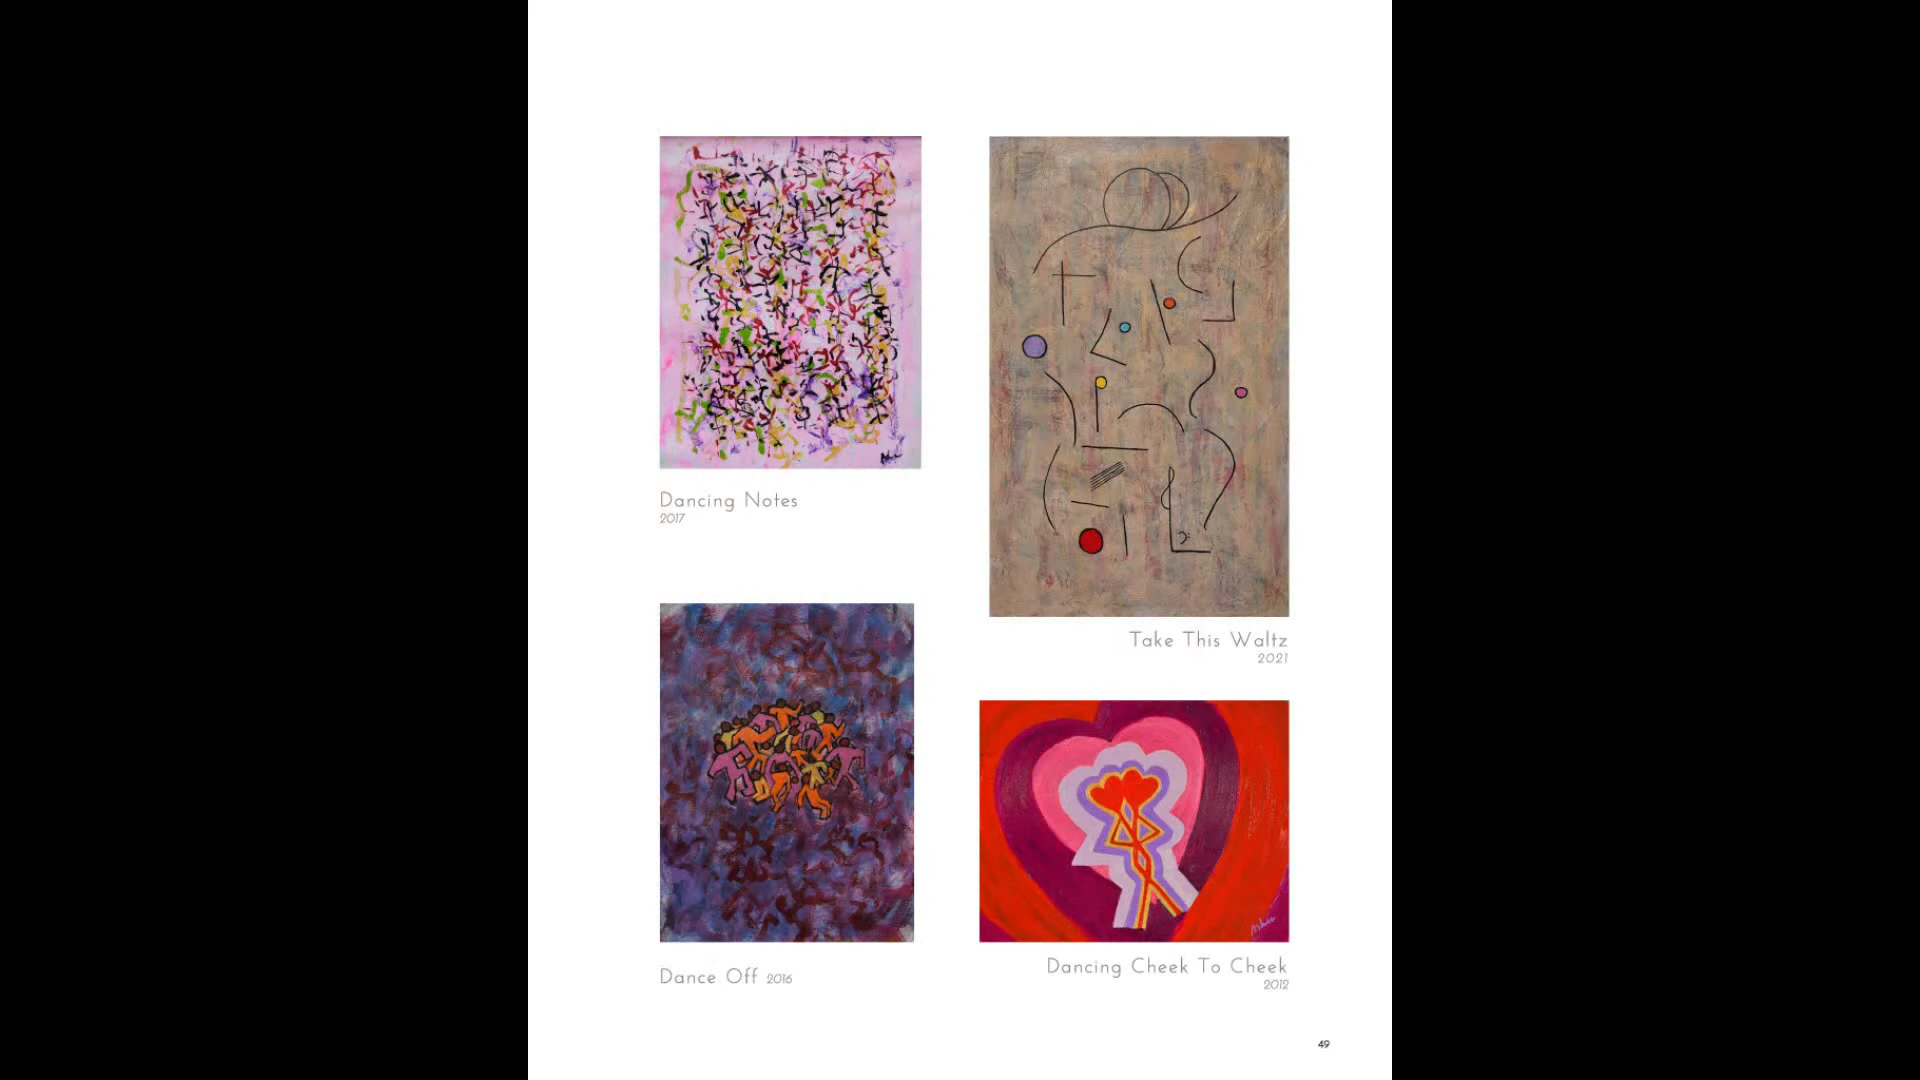 Dancing Notes
2017
Take This Waltz
2021
Dance Off 2016
Dancing Cheek To Cheek
2012
49